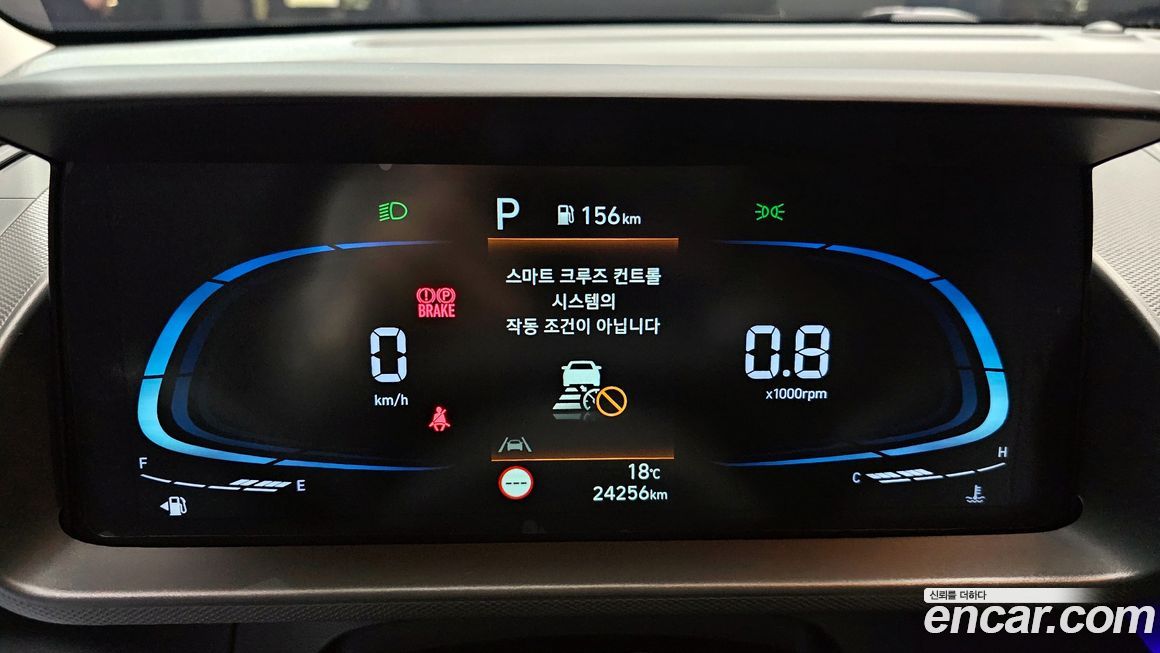 P 156km
스마트 크루즈 컨트롤
시스템의
작동 조건이 아닙니다
BRAKE
0
km/h
0.8
x1000rpm
F
E
C
H
---
18℃
24256km
신뢰를 더하다
encar.com